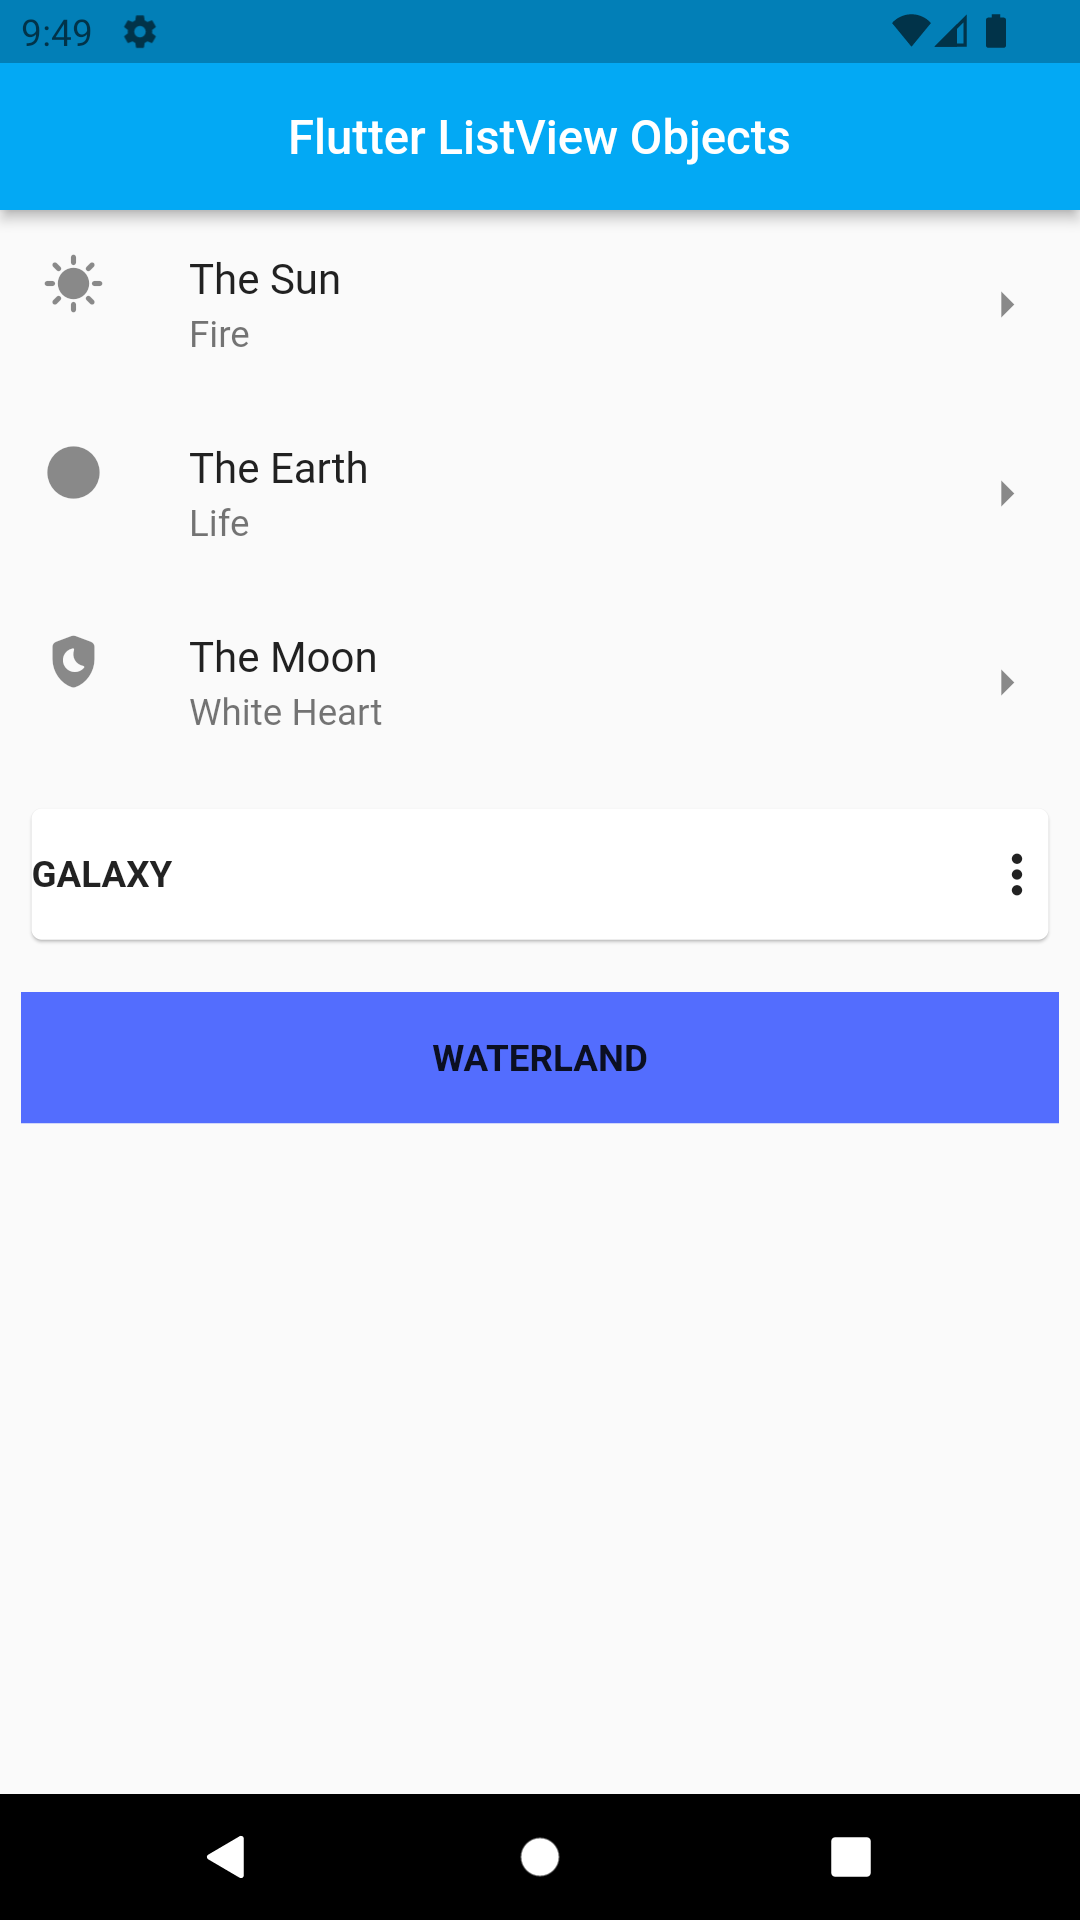 9:49
Flutter ListView Objects
The Sun
Fire
The Earth
Life
The Moon
White Heart
GALAXY
WATERLAND